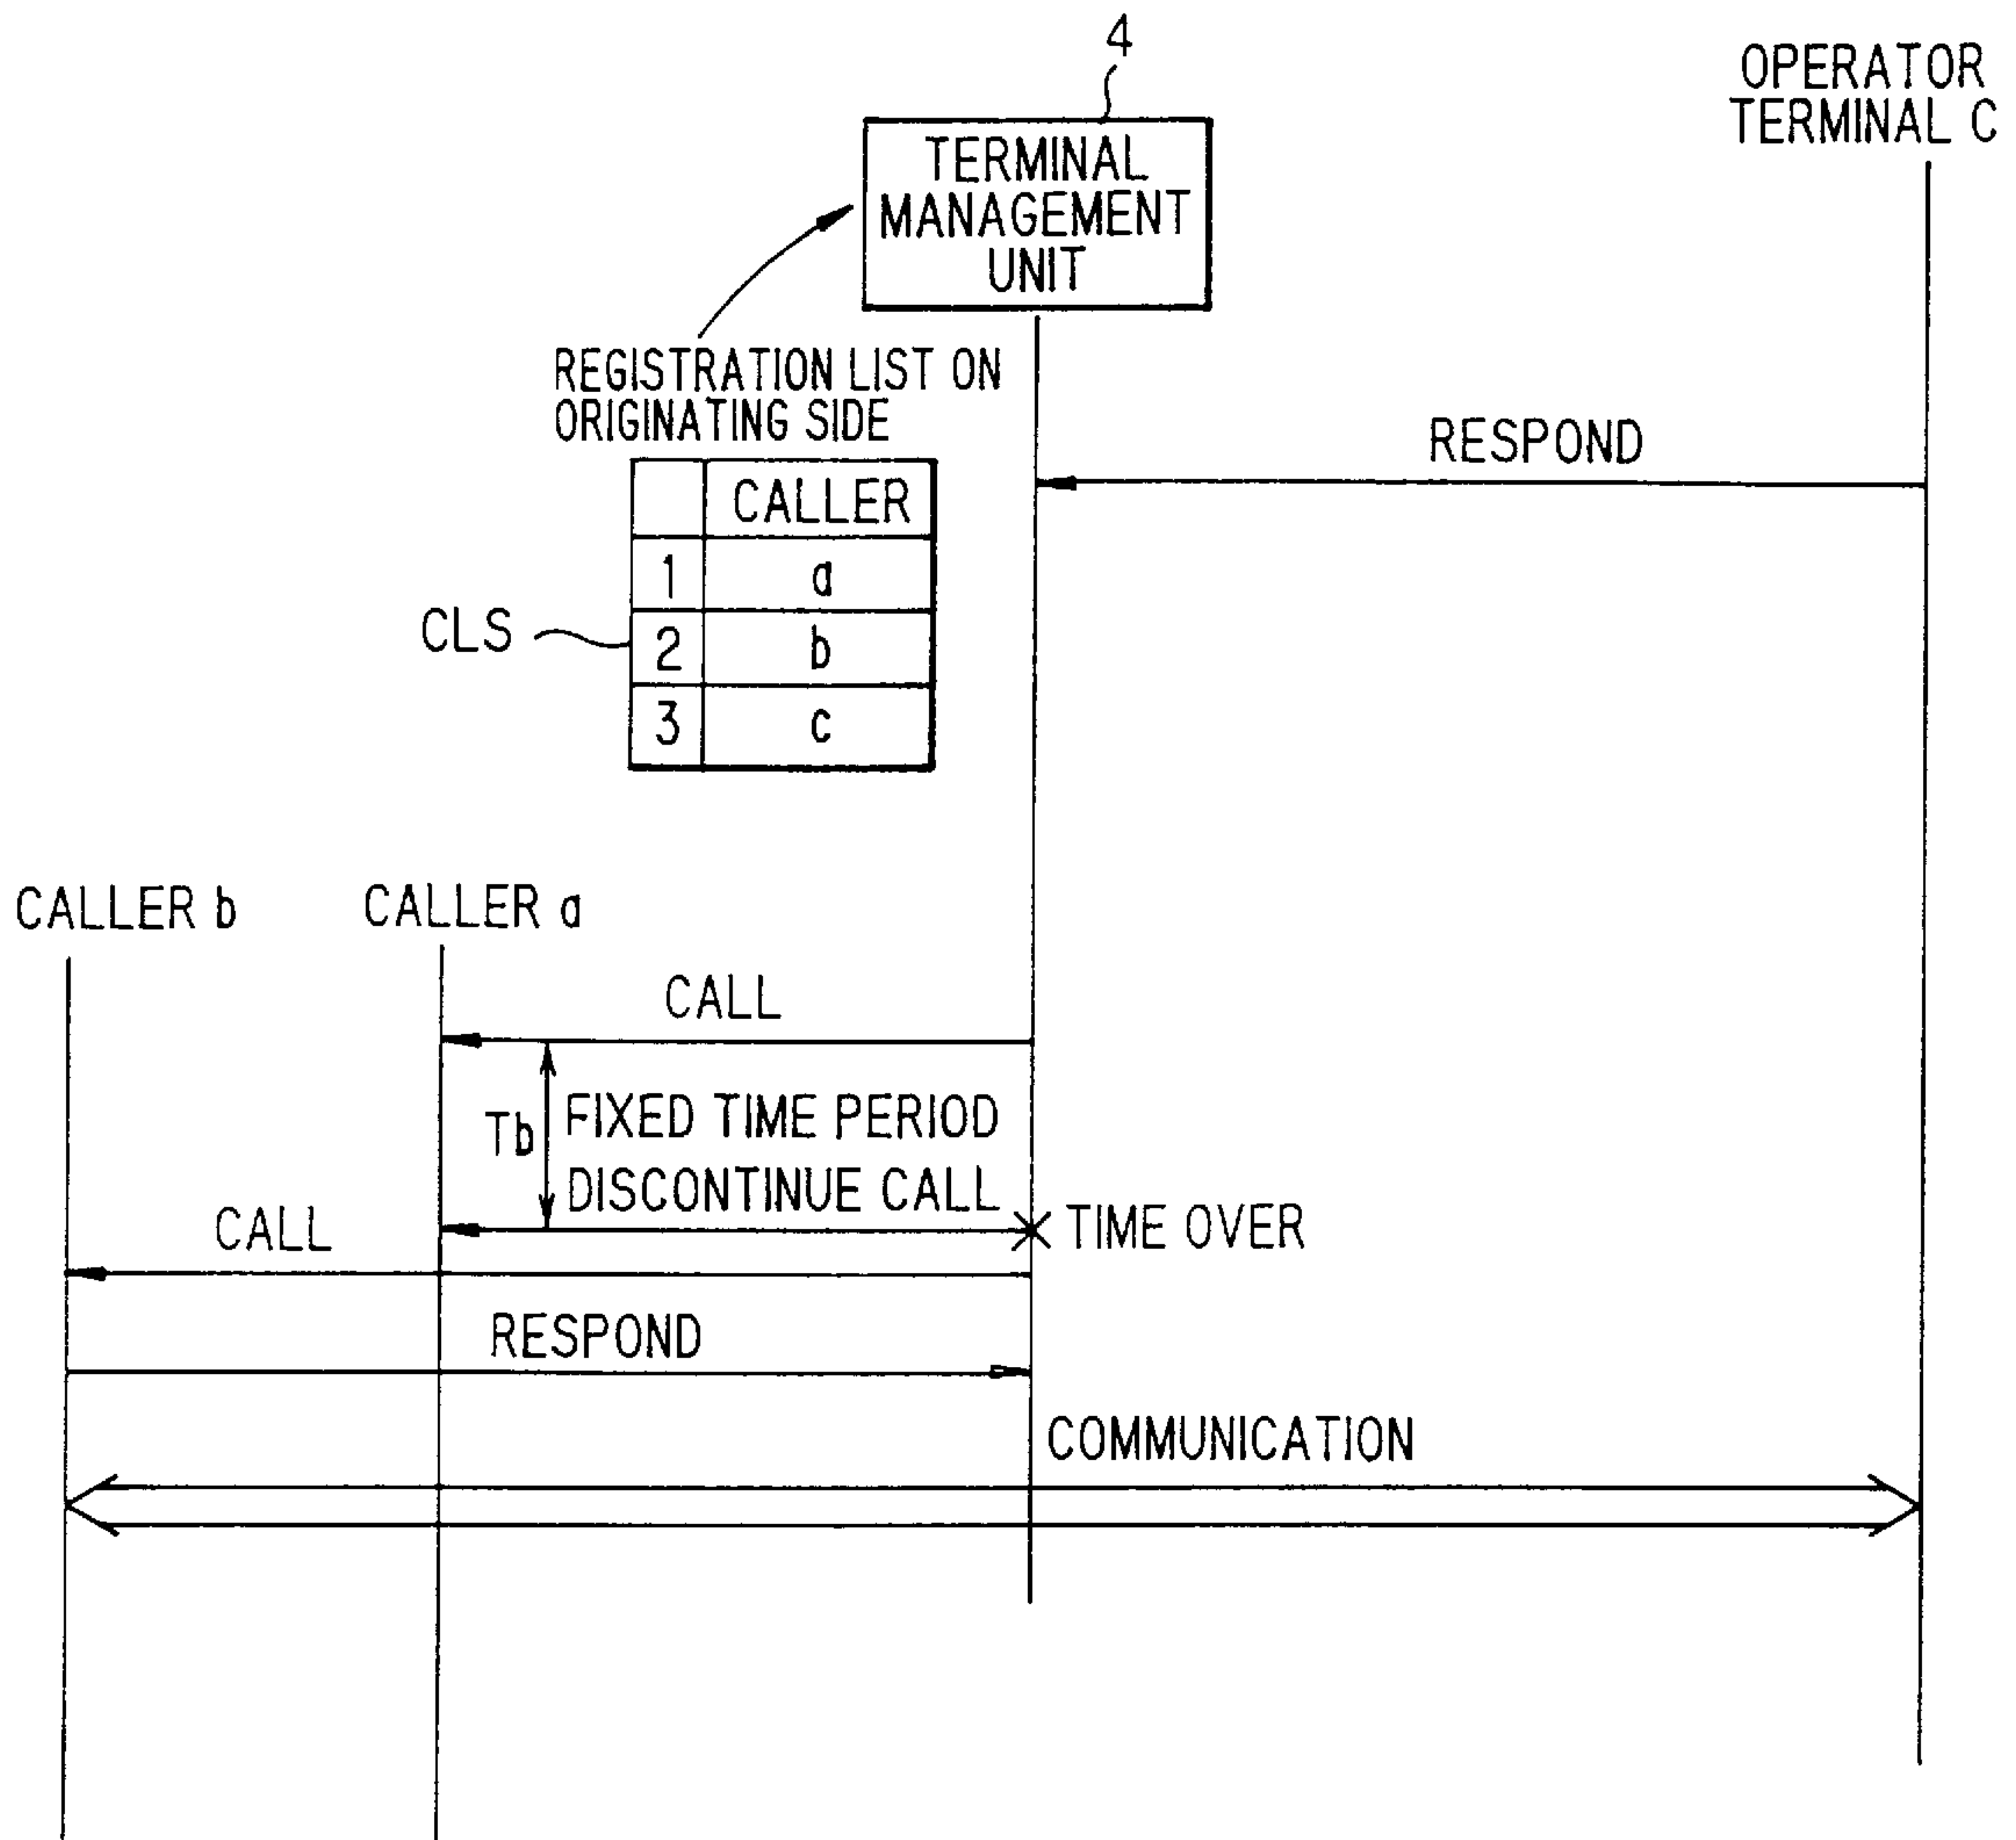 4
OPERATOR
TERMINAL C
TERMINAL
MANAGEMENT
UNIT
REGISTRATION LIST ON
ORIGINATING SIDE
RESPOND
CALLER
1 a
CLS
2 b
3 c
CALLER b
CALLER a
CALL
Tb
FIXED TIME PERIOD
DISCONTINUE CALL
TIME OVER
CALL
RESPOND
COMMUNICATION